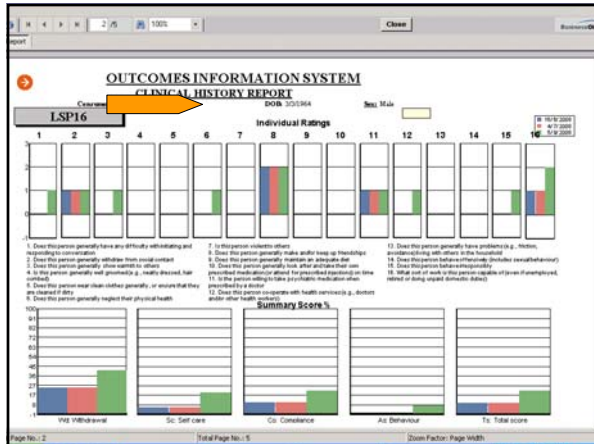 2 /5 100% Close
eport
OUTCOMES INFORMATION SYSTEM
CLINICAL HISTORY REPORT
DOB: 3/3/1964 Sex: Male
LSP16
Individual Ratings
1 2 3 4 5 6 7 8 9 10 11 12 13 14 15 16
3
2
1
0
-1
1. Does this person generally have any difficulty with initiating and
responding to conversation
2. Does this person generally withdraw from social contact
3. Does this person generally show warmth to others
4. Is this person generally well groomed (e.g., neatly dressed, hair
combed)
5. Does this person wear clean clothes generally, or ensure that they
are cleaned if dirty
6. Does this person generally neglect their physical health
7. Is this person violent to others
8. Does this person generally make and/or keep up friendships
9. Does this person generally maintain an adequate diet
10. Does this person generally look after and take their own
prescribed medication (or attend for prescribed injections) on time
11. Is the person willing to take psychiatric medication when
prescribed by a doctor
12. Does this person co-operate with health services (e.g., doctors
and/or other health workers)
13. Does this person generally have problems (e.g., friction,
avoidance) living with others in the household
14. Does this person behave offensively (includes sexual behaviour)
15. Does this person behave irresponsibly
16. What sort of work is this person capable of (even if unemployed,
retired or doing unpaid domestic duties)
Summary Score %
100
91
82
73
64
54
45
36
27
17
8
-1
Wd: Withdrawal Sc: Self care Co: Compliance As: Behaviour Ts: Total score
Page No.: 2 Total Page No.: 5 Zoom Factor: Page Width